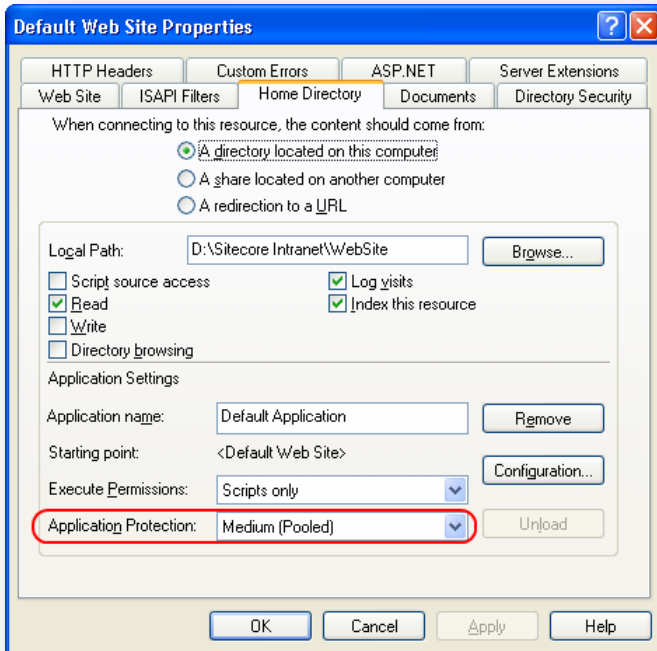 Default Web Site Properties
HTTP Headers Custom Errors ASP.NET Server Extensions
Web Site ISAPI Filters Home Directory Documents Directory Security
When connecting to this resource, the content should come from:
A directory located on this computer
A share located on another computer
A redirection to a URL
Local Path: D:\Sitecore Intranet\WebSite Browse...
Script source access Log visits
Read Index this resource
Write
Directory browsing
Application Settings
Application name: Default Application Remove
Starting point: <Default Web Site>
Configuration...
Execute Permissions: Scripts only
Application Protection: Medium (Pooled) Unload
OK Cancel Apply Help